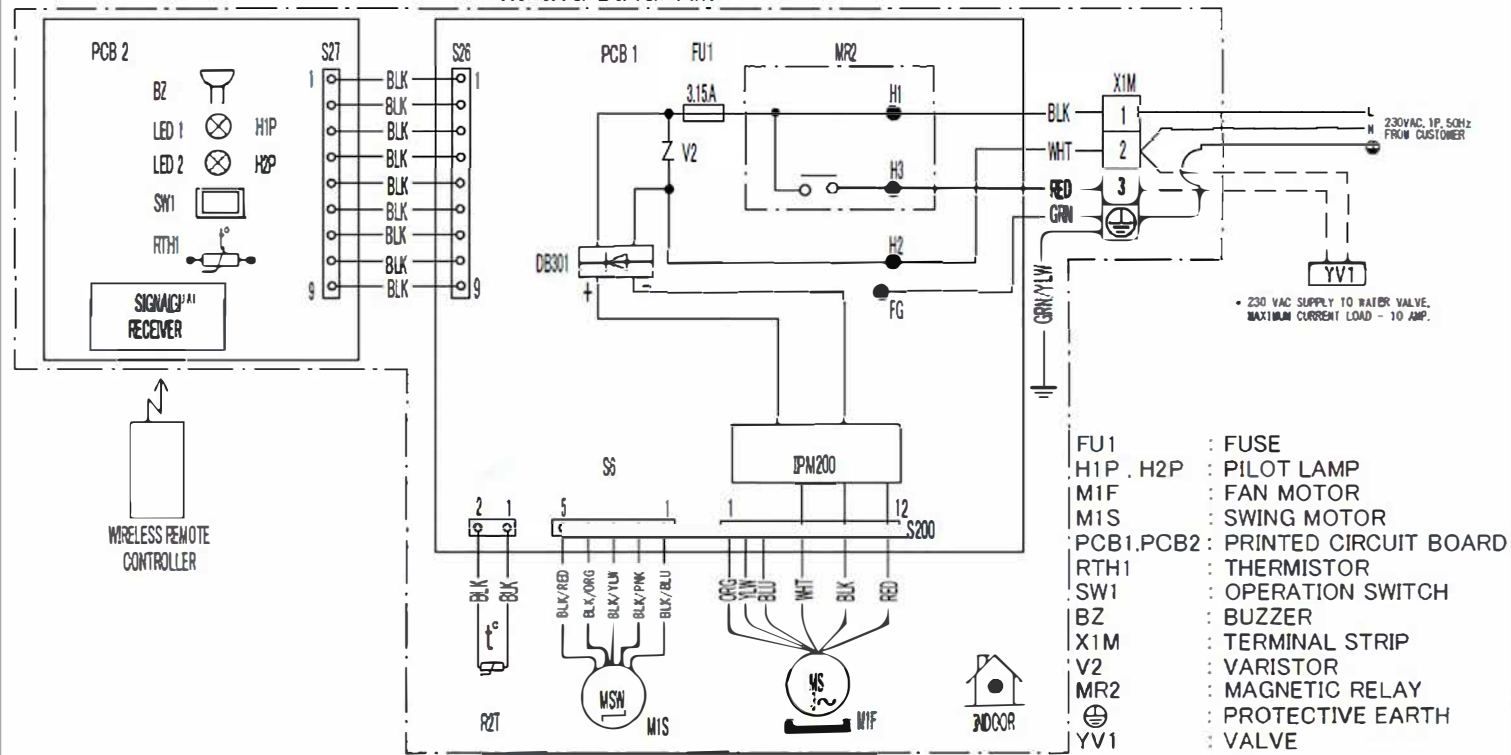 PCB 2
S27
S26
PCB 1
FU1
MR2
X1M
1
BLK
1
BZ
BLK
3.15A
H1
BLK
1
L
LED 1
H1P
BLK
N
230VAC, 1P, 50Hz
FROM CUSTOMER
LED 2
H2P
BLK
V2
WHT
2
BLK
H3
RED
3
SW1
BLK
GRN
RTH1
t°
BLK
H2
DB301
9
BLK
9
+
-
FG
GRN/YLW
YV1
RECEIVER
* 230 VAC SUPPLY TO WATER VALVE,
MAXIMUM CURRENT LOAD - 10 AMP.
WIRELESS REMOTE
CONTROLLER
S6
IPM200
2
1
5
1
1
12
S200
BLK
BLK
BLK/RED
BLK/ORG
BLK/YLW
BLK/PNK
BLK/BLU
ORG
YLW
BLU
WHT
BLK
RED
t°
MSW
MS
~
R2T
M1S
M1F
INDOOR
FU1 : FUSE
H1P , H2P : PILOT LAMP
M1F : FAN MOTOR
M1S : SWING MOTOR
PCB1,PCB2 : PRINTED CIRCUIT BOARD
RTH1 : THERMISTOR
SW1 : OPERATION SWITCH
BZ : BUZZER
X1M : TERMINAL STRIP
V2 : VARISTOR
MR2 : MAGNETIC RELAY
: PROTECTIVE EARTH
YV1 : VALVE